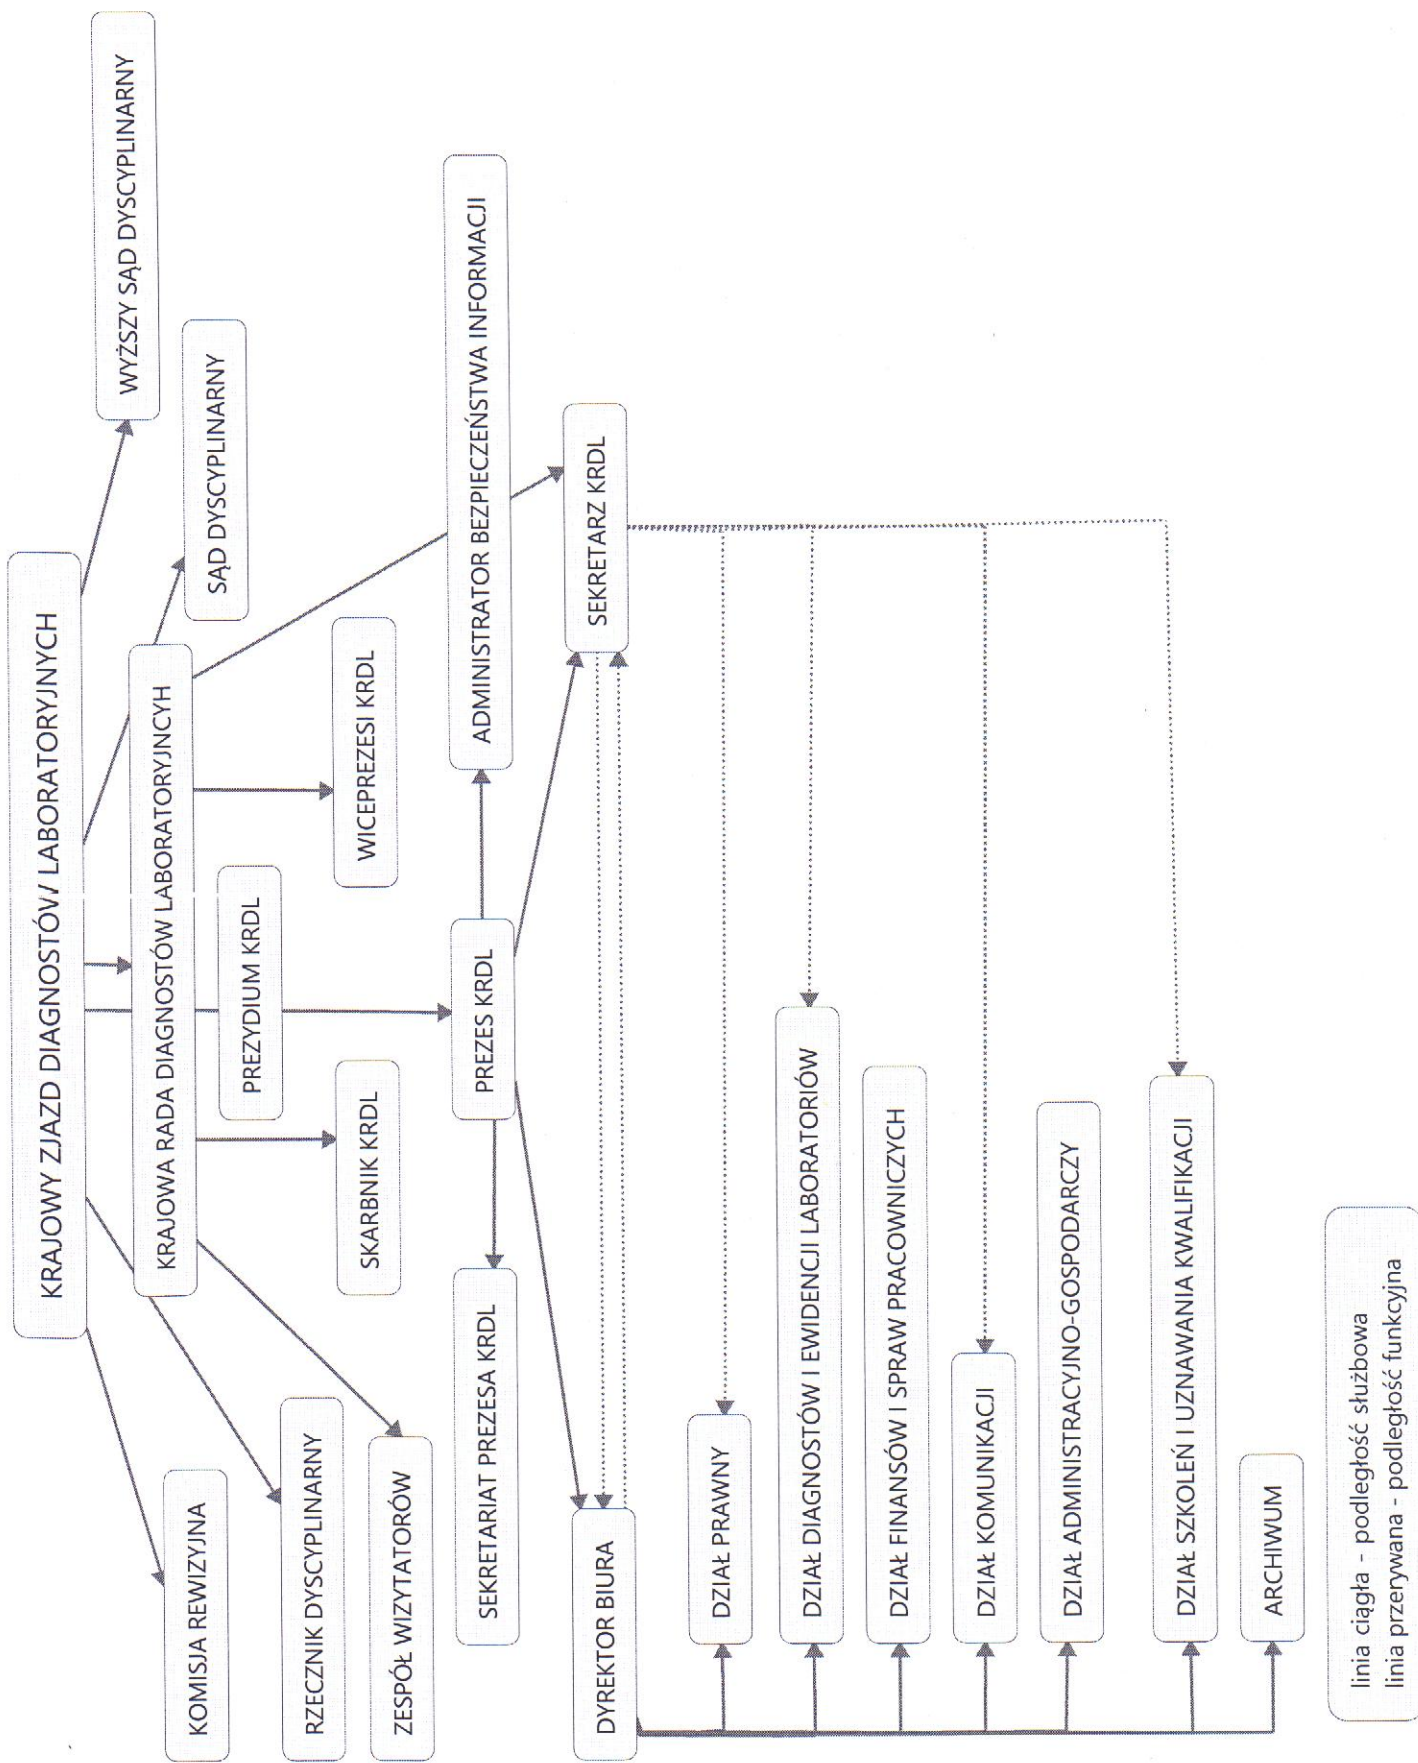 KRAJOWY ZJAZD DIAGNOSTÓW LABORATORYJNYCH
WYŻSZY SĄD DYSCYPLINARNY
KRAJOWA RADA DIAGNOSTÓW LABORATORYJNCYH
SĄD DYSCYPLINARNY
KOMISJA REWIZYJNA
PREZYDIUM KRDL
RZECZNIK DYSCYPLINARNY
SKARBNIK KRDL
WICEPREZESI KRDL
ZESPÓŁ WIZYTATORÓW
SEKRETARIAT PREZESA KRDL
PREZES KRDL
ADMINISTRATOR BEZPIECZEŃSTWA INFORMACJI
DYREKTOR BIURA
SEKRETARZ KRDL
DZIAŁ PRAWNY
DZIAŁ DIAGNOSTÓW I EWIDENCJI LABORATORIÓW
DZIAŁ FINANSÓW I SPRAW PRACOWNICZYCH
DZIAŁ KOMUNIKACJI
DZIAŁ ADMINISTRACYJNO-GOSPODARCZY
DZIAŁ SZKOLEŃ I UZNAWANIA KWALIFIKACJI
ARCHIWUM
linia ciągła - podległość służbowa
linia przerywana - podległość funkcyjna